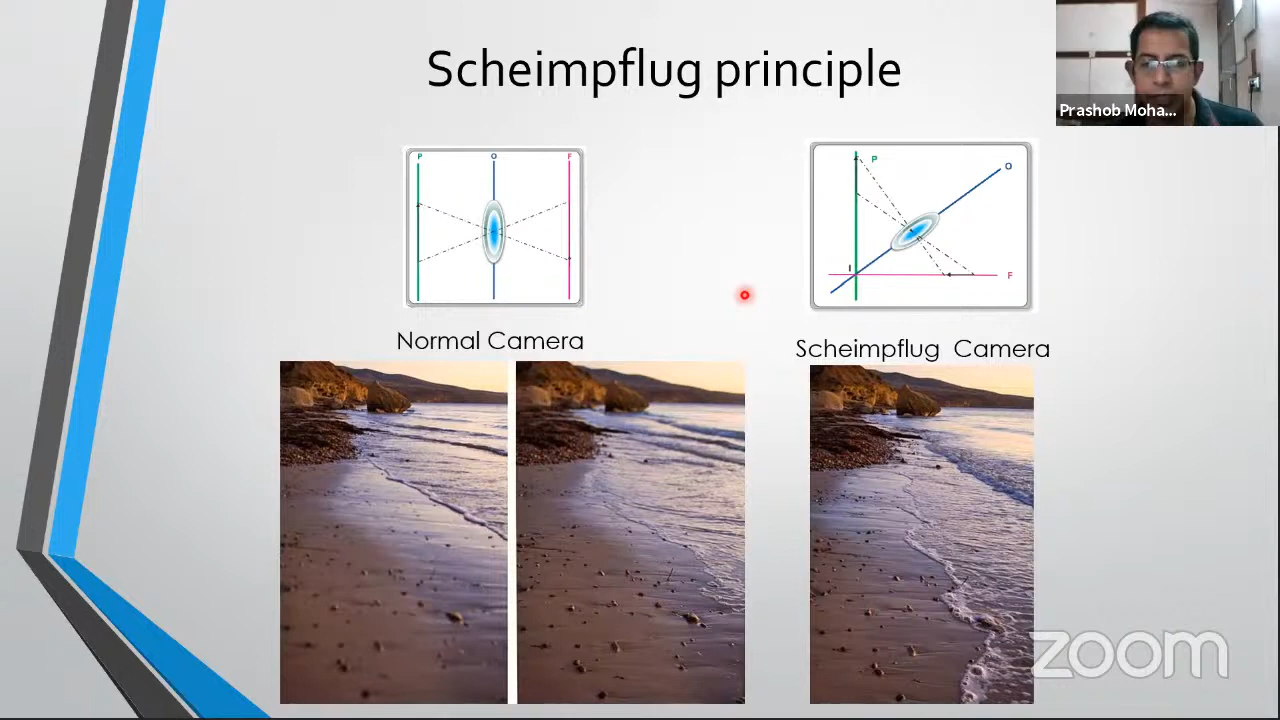 Scheimpflug principle
Prashob Moha...
P O F
P
O
I
F
Normal Camera
Scheimpflug Camera
zoom